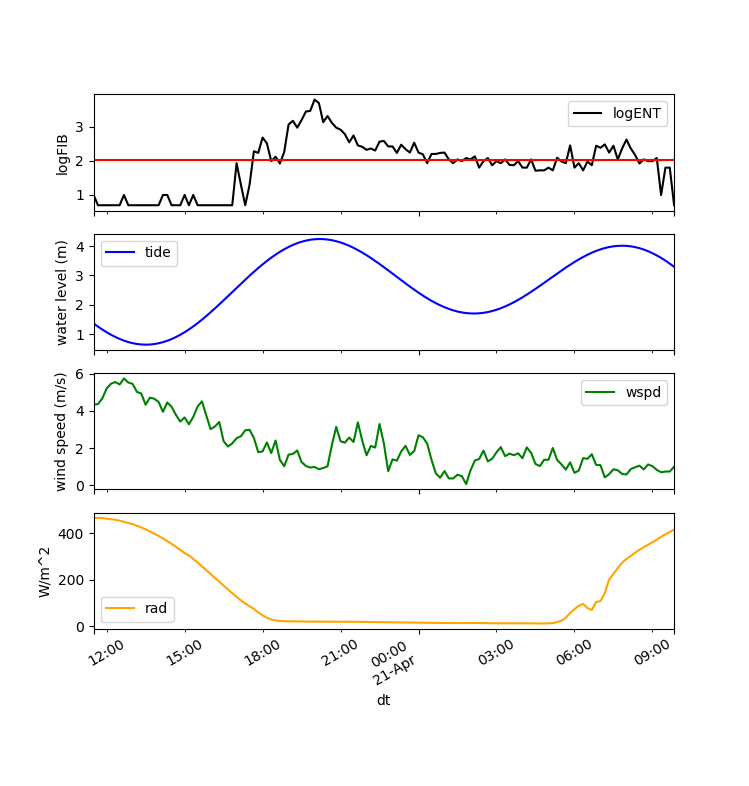 logFIB
3
2
1
logENT
water level (m)
4
3
2
1
tide
wind speed (m/s)
6
4
2
0
wspd
W/m^2
400
200
0
rad
12:00
15:00
18:00
21:00
00:00
21-Apr
03:00
06:00
09:00
dt